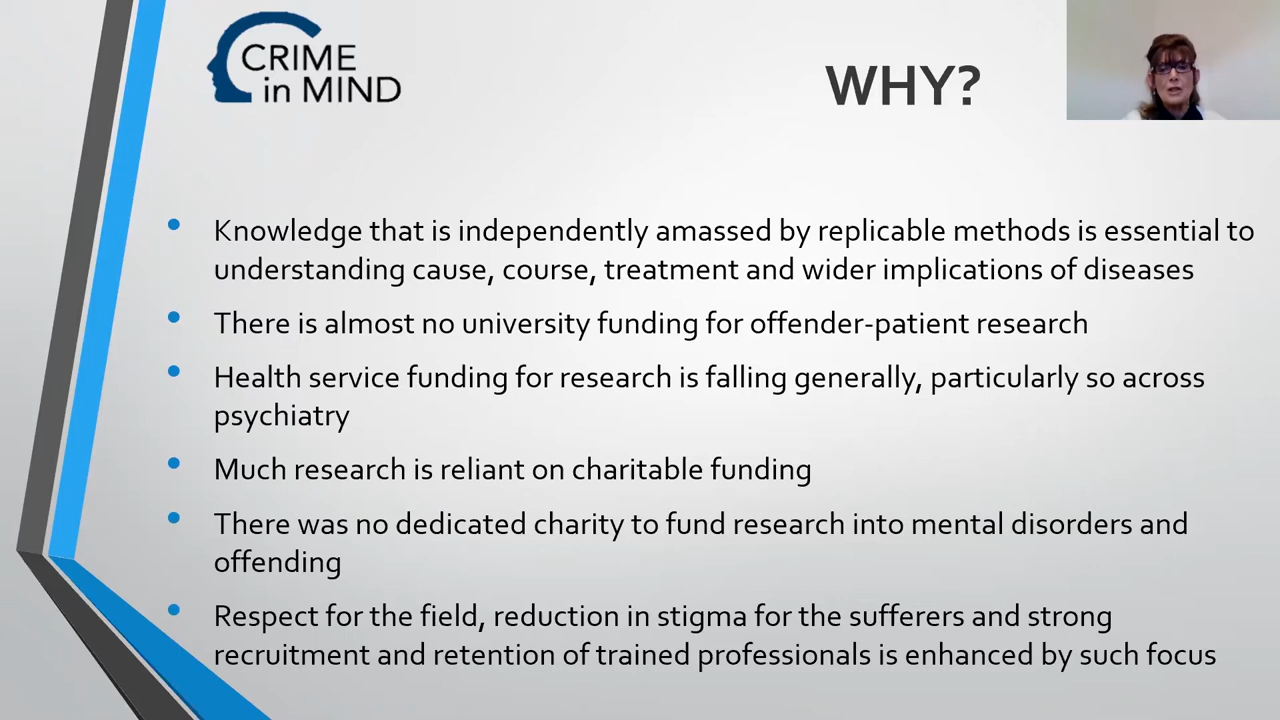 CRIME
in MIND
WHY?
• Knowledge that is independently amassed by replicable methods is essential to
understanding cause, course, treatment and wider implications of diseases
• There is almost no university funding for offender-patient research
• Health service funding for research is falling generally, particularly so across
psychiatry
• Much research is reliant on charitable funding
• There was no dedicated charity to fund research into mental disorders and
offending
• Respect for the field, reduction in stigma for the sufferers and strong
recruitment and retention of trained professionals is enhanced by such focus